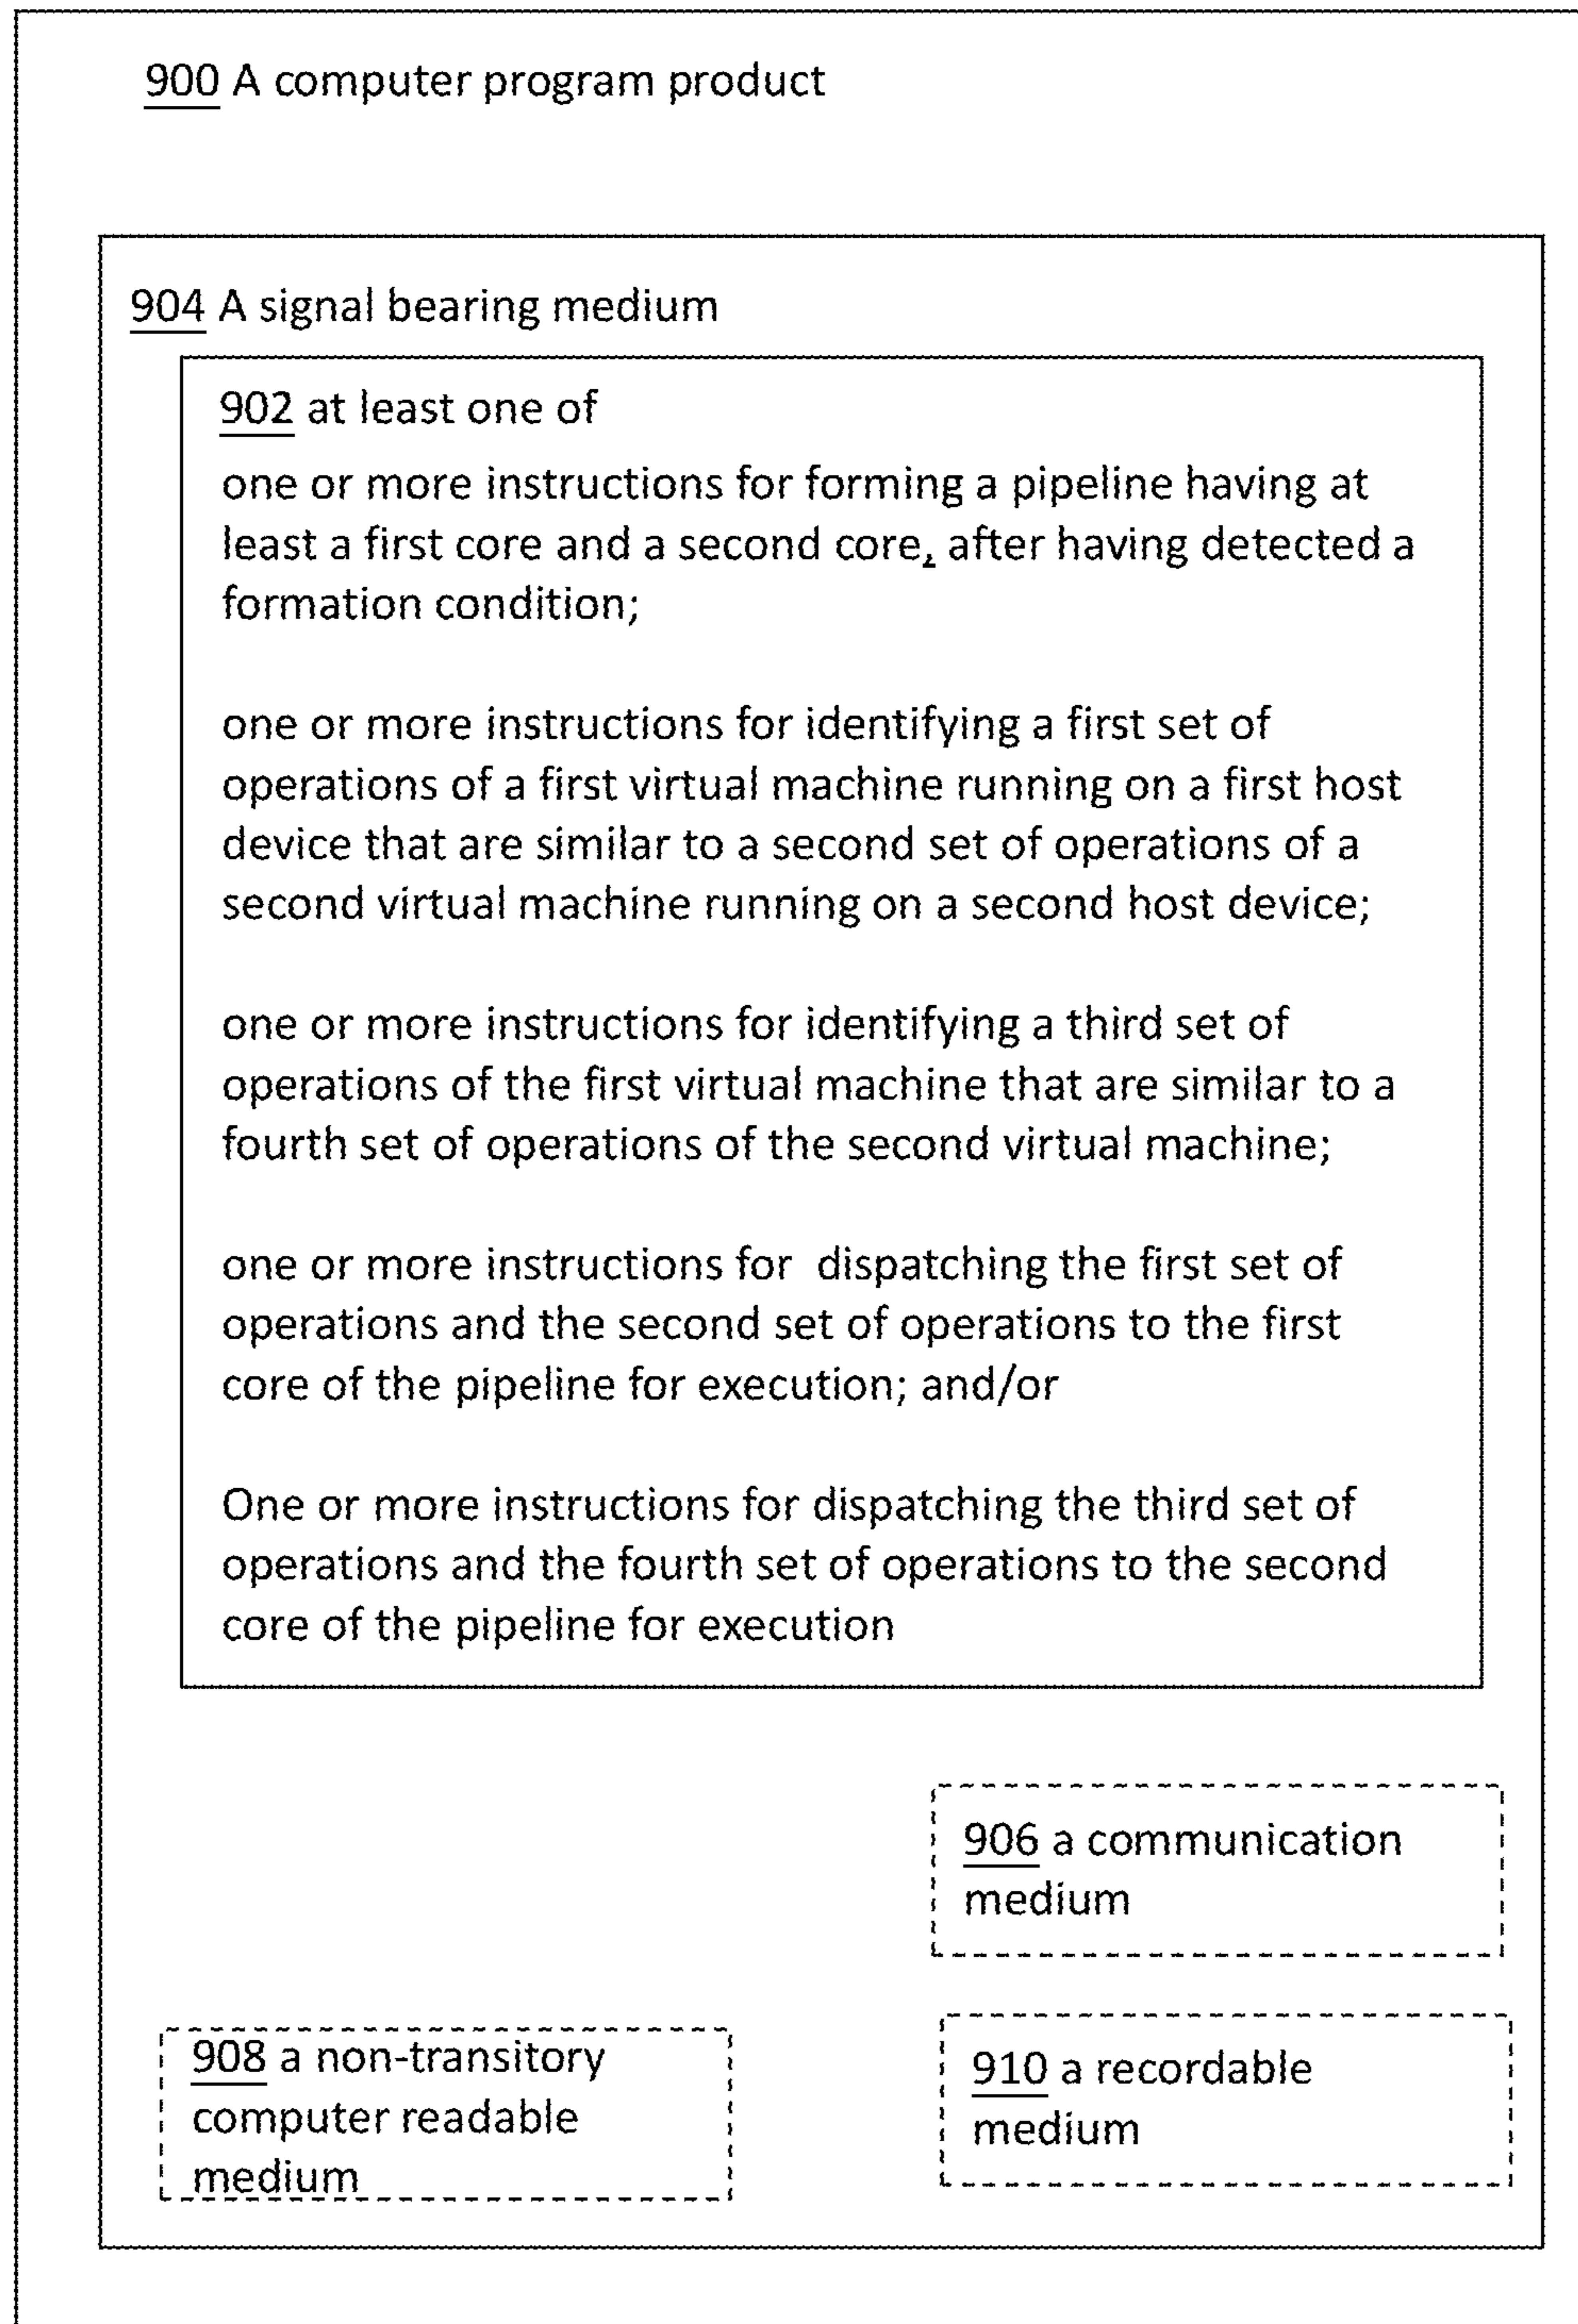 900 A computer program product
904 A signal bearing medium
902 at least one of
one or more instructions for forming a pipeline having at
least a first core and a second core, after having detected a
formation condition;
one or more instructions for identifying a first set of
operations of a first virtual machine running on a first host
device that are similar to a second set of operations of a
second virtual machine running on a second host device;
one or more instructions for identifying a third set of
operations of the first virtual machine that are similar to a
fourth set of operations of the second virtual machine;
one or more instructions for  dispatching the first set of
operations and the second set of operations to the first
core of the pipeline for execution; and/or
One or more instructions for dispatching the third set of
operations and the fourth set of operations to the second
core of the pipeline for execution
906 a communication
medium
908 a non-transitory
computer readable
medium
910 a recordable
medium